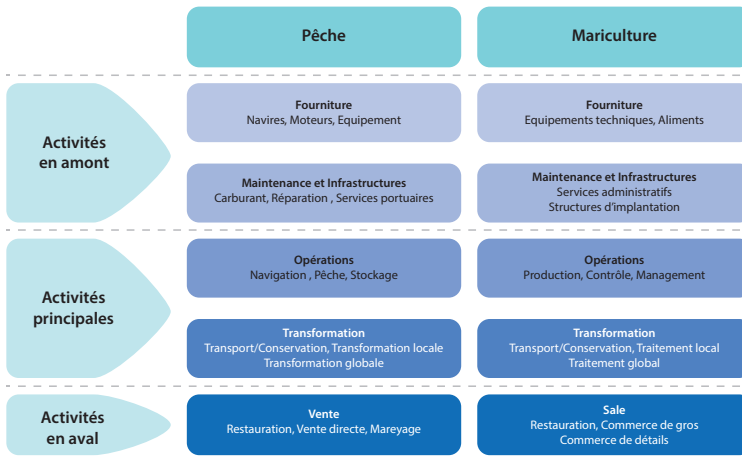 Pêche
Mariculture
Activités
en amont
Fourniture
Navires, Moteurs, Equipement
Fourniture
Equipements techniques, Aliments
Maintenance et Infrastructures
Carburant, Réparation , Services portuaires
Maintenance et Infrastructures
Services administratifs
Structures d'implantation
Activités
principales
Opérations
Navigation , Pêche, Stockage
Opérations
Production, Contrôle, Management
Transformation
Transport/Conservation, Transformation locale
Transformation globale
Transformation
Transport/Conservation, Traitement local
Traitement global
Activités
en aval
Vente
Restauration, Vente directe, Mareyage
Sale
Restauration, Commerce de gros
Commerce de détails